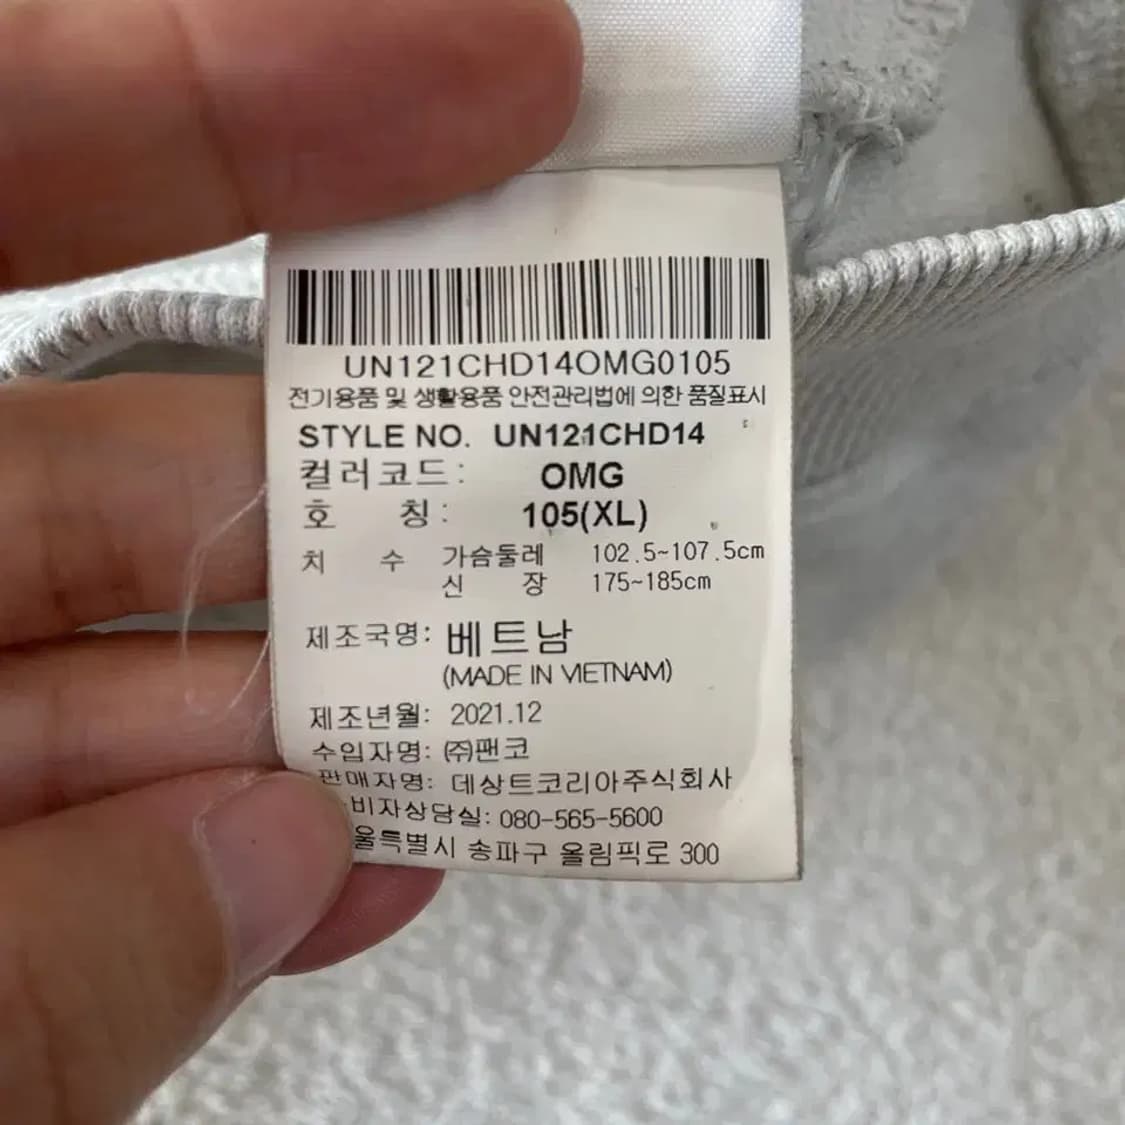 UN121CHD14OMG0105
전기용품 및 생활용품 안전관리법에 의한 품질표시
STYLE NO. UN121CHD14
컬러코드: OMG
호 칭: 105(XL)
치 수 가슴둘레 102.5~107.5cm
신 장 175~185cm
제조국명: 베트남
(MADE IN VIETNAM)
제조년월: 2021.12
수입자명: ㈜팬코
판매자명: 데상트코리아주식회사
비자상담실: 080-565-5600
울특별시 송파구 올림픽로 300